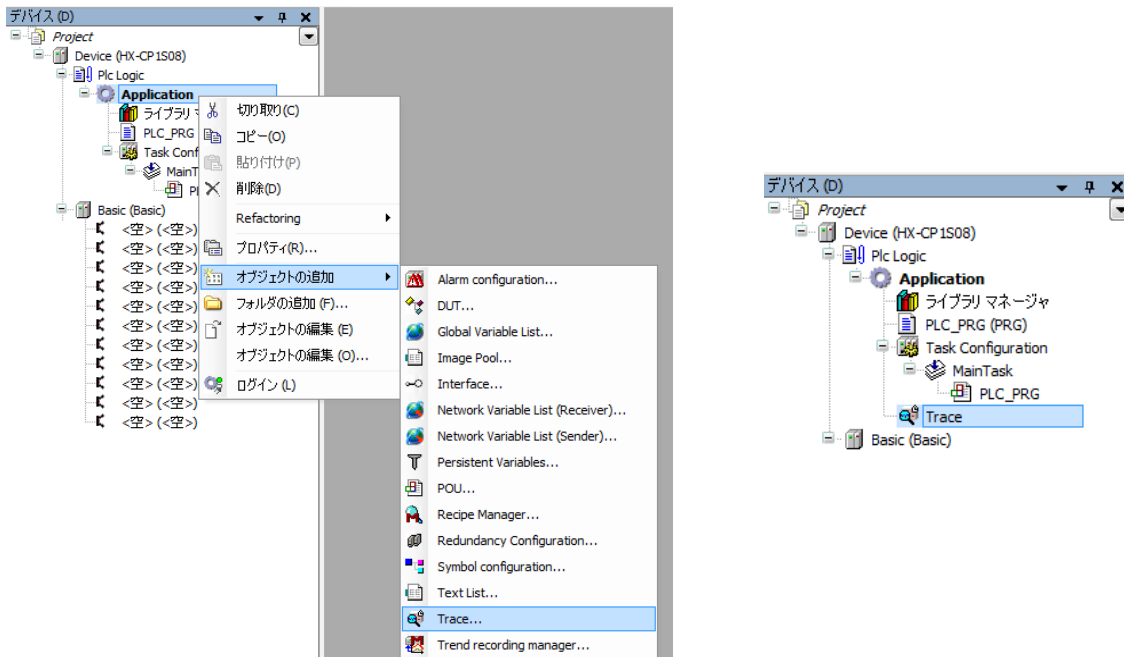 デバイス (D)
Project
Device (HX-CP1S08)
Plc Logic
Application
ライブラリ マ
PLC_PRG
Task Conf
MainT
Pl
Basic (Basic)
<空> (<空>)
<空> (<空>)
<空> (<空>)
<空> (<空>)
<空> (<空>)
<空> (<空>)
<空> (<空>)
<空> (<空>)
<空> (<空>)
<空> (<空>)
<空> (<空>)
切り取り(C)
コピー(O)
貼り付け(P)
削除(D)
Refactoring
プロパティ(R)...
オブジェクトの追加
フォルダの追加 (F)...
オブジェクトの編集 (E)
オブジェクトの編集 (O)...
ログイン (L)
Alarm configuration...
DUT...
Global Variable List...
Image Pool...
Interface...
Network Variable List (Receiver)...
Network Variable List (Sender)...
Persistent Variables...
POU...
Recipe Manager...
Redundancy Configuration...
Symbol configuration...
Text List...
Trace...
Trend recording manager...
デバイス (D)
Project
Device (HX-CP1S08)
Plc Logic
Application
ライブラリ マネージャ
PLC_PRG (PRG)
Task Configuration
MainTask
PLC_PRG
Trace
Basic (Basic)